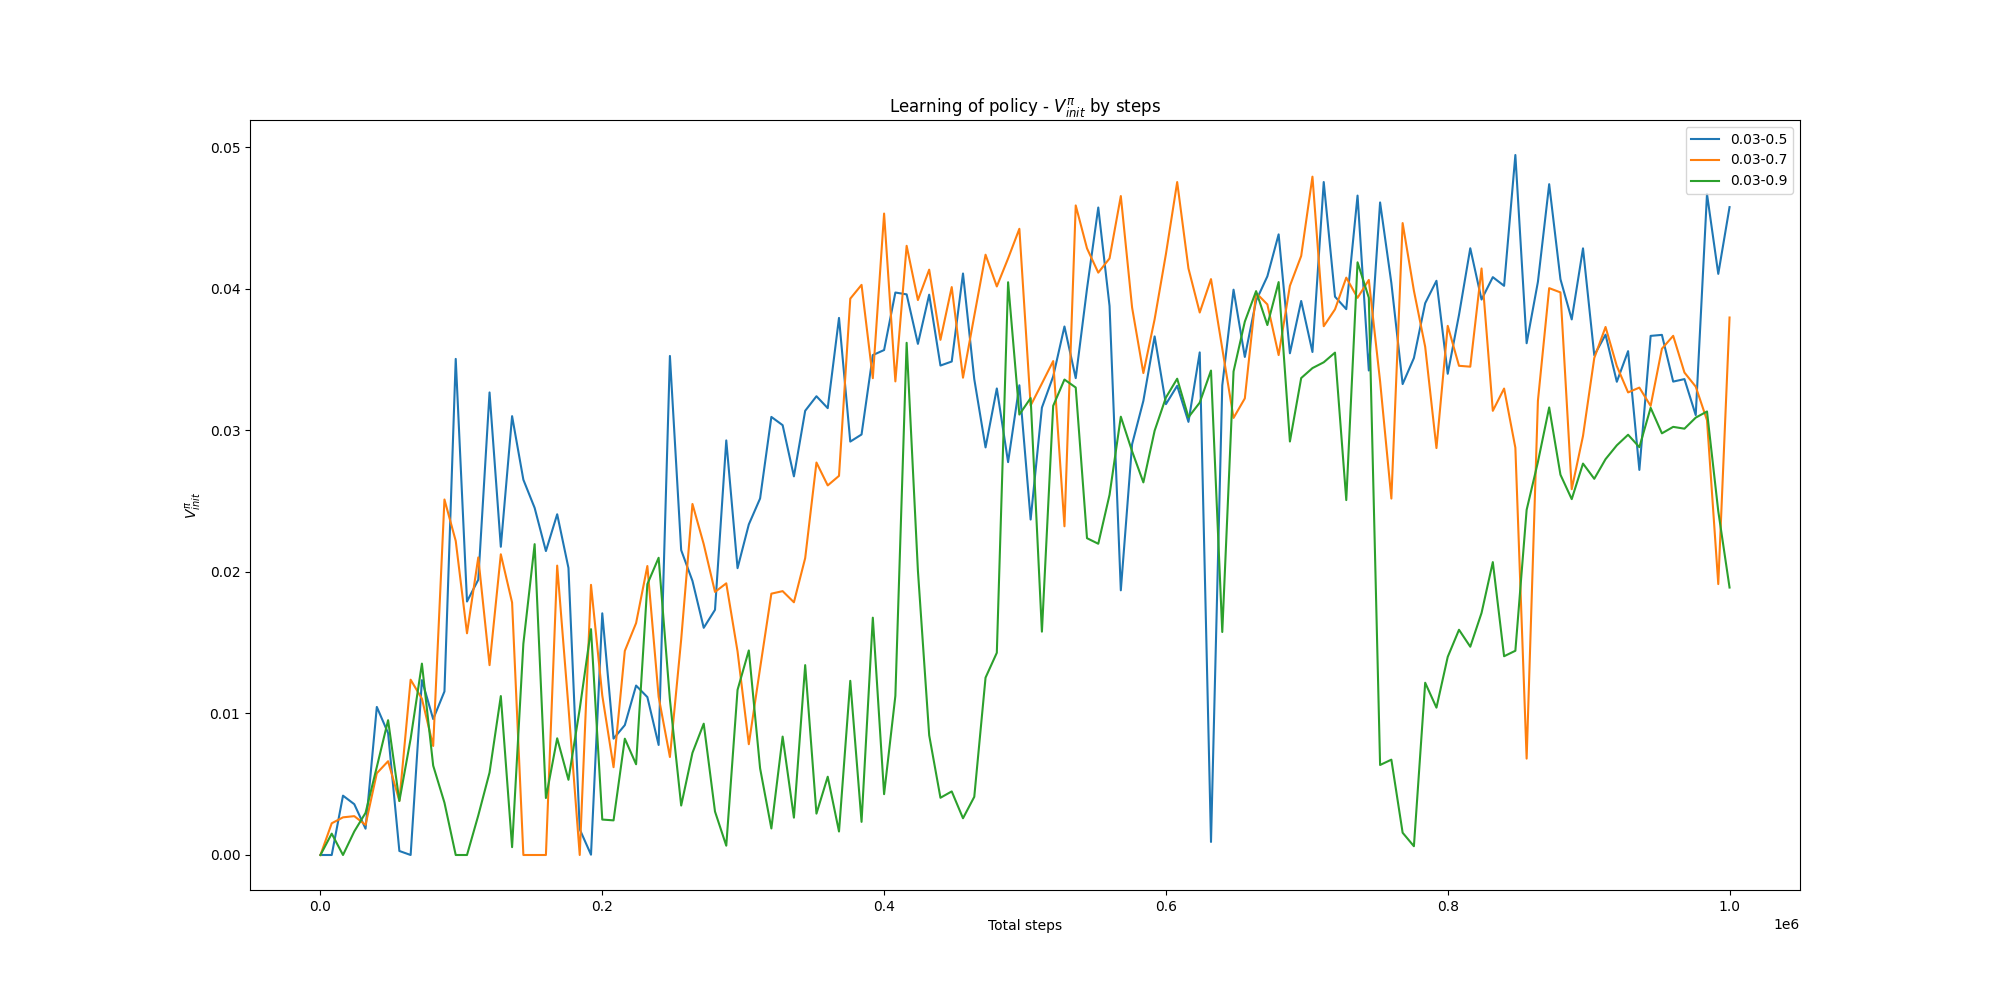 Learning of policy - $V_{init}^{\pi}$ by steps
0.03-0.5
0.03-0.7
0.03-0.9
0.05
0.04
0.03
0.02
0.01
0.00
$V_{init}^{\pi}$
0.0 0.2 0.4 0.6 0.8 1.0
Total steps
1e6